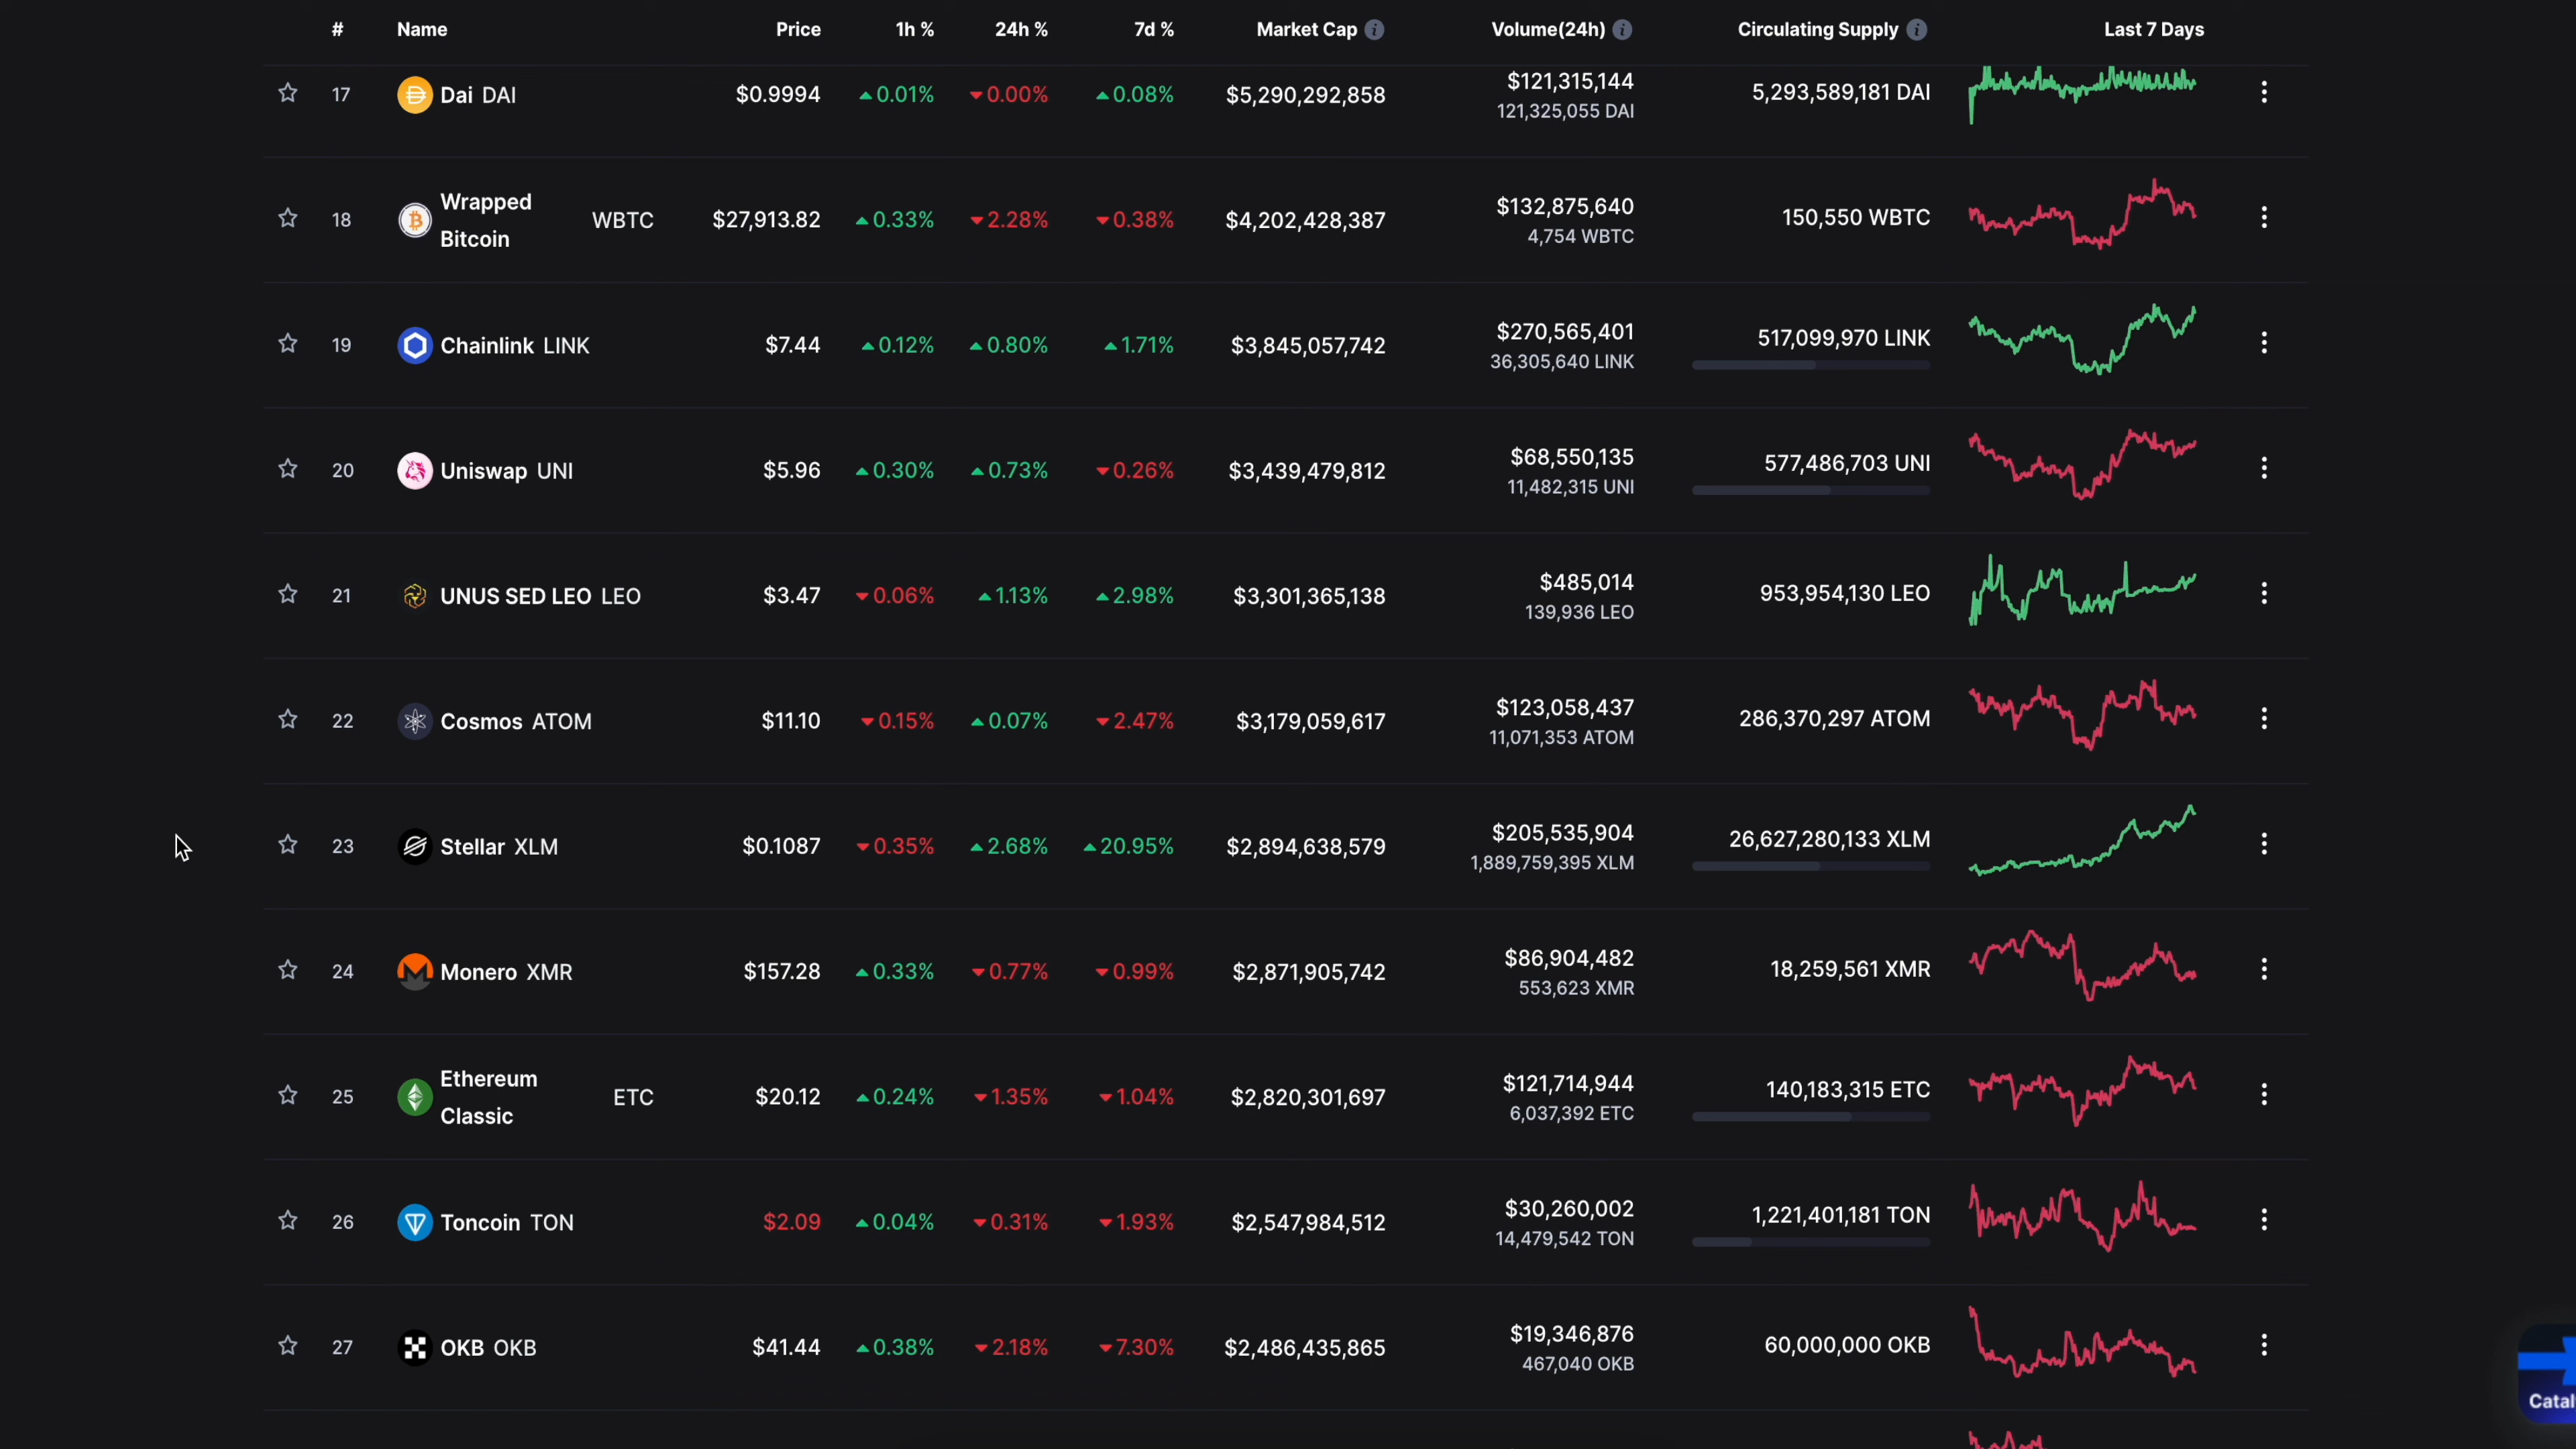 # Name Price 1h % 24h % 7d % Market Cap Volume(24h) Circulating Supply Last 7 Days
17 Dai DAI $0.9994 0.01% 0.00% 0.08% $5,290,292,858 $121,315,144 5,293,589,181 DAI
121,325,055 DAI
18 Wrapped Bitcoin WBTC $27,913.82 0.33% 2.28% 0.38% $4,202,428,387 $132,875,640 150,550 WBTC
4,754 WBTC
19 Chainlink LINK $7.44 0.12% 0.80% 1.71% $3,845,057,742 $270,565,401 517,099,970 LINK
36,305,640 LINK
20 Uniswap UNI $5.96 0.30% 0.73% 0.26% $3,439,479,812 $68,550,135 577,486,703 UNI
11,482,315 UNI
21 UNUS SED LEO LEO $3.47 0.06% 1.13% 2.98% $3,301,365,138 $485,014 953,954,130 LEO
139,936 LEO
22 Cosmos ATOM $11.10 0.15% 0.07% 2.47% $3,179,059,617 $123,058,437 286,370,297 ATOM
11,071,353 ATOM
23 Stellar XLM $0.1087 0.35% 2.68% 20.95% $2,894,638,579 $205,535,904 26,627,280,133 XLM
1,889,759,395 XLM
24 Monero XMR $157.28 0.33% 0.77% 0.99% $2,871,905,742 $86,904,482 18,259,561 XMR
553,623 XMR
25 Ethereum Classic ETC $20.12 0.24% 1.35% 1.04% $2,820,301,697 $121,714,944 140,183,315 ETC
6,037,392 ETC
26 Toncoin TON $2.09 0.04% 0.31% 1.93% $2,547,984,512 $30,260,002 1,221,401,181 TON
14,479,542 TON
27 OKB OKB $41.44 0.38% 2.18% 7.30% $2,486,435,865 $19,346,876 60,000,000 OKB
467,040 OKB
Catal